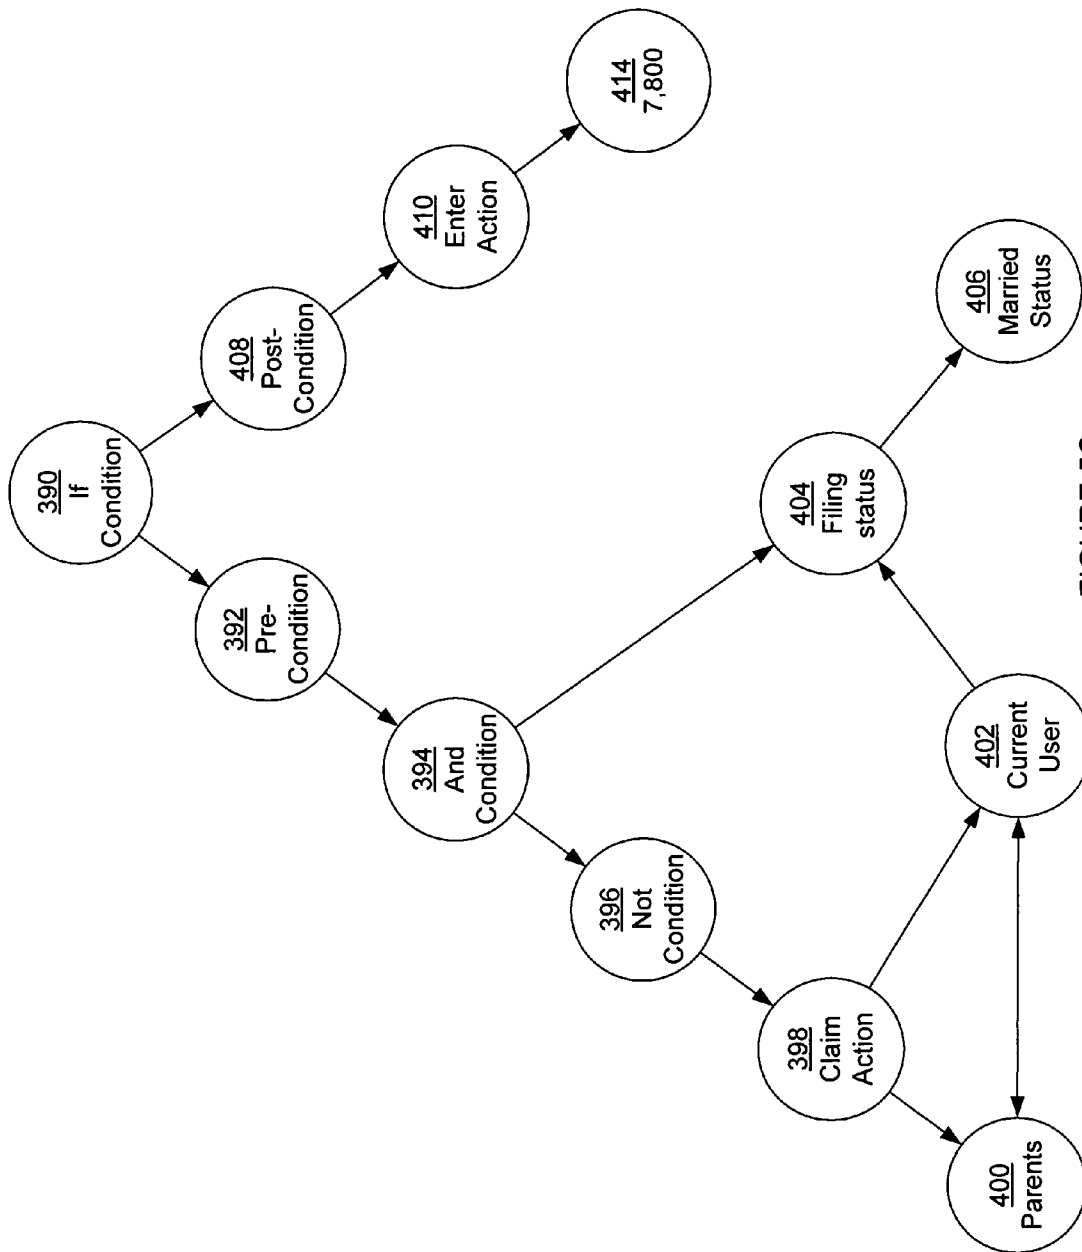 390
If
Condition
392
Pre-
Condition
408
Post-
Condition
394
And
Condition
410
Enter
Action
396
Not
Condition
414
7,800
398
Claim
Action
404
Filing
status
400
Parents
402
Current
User
406
Married
Status
FIGURE